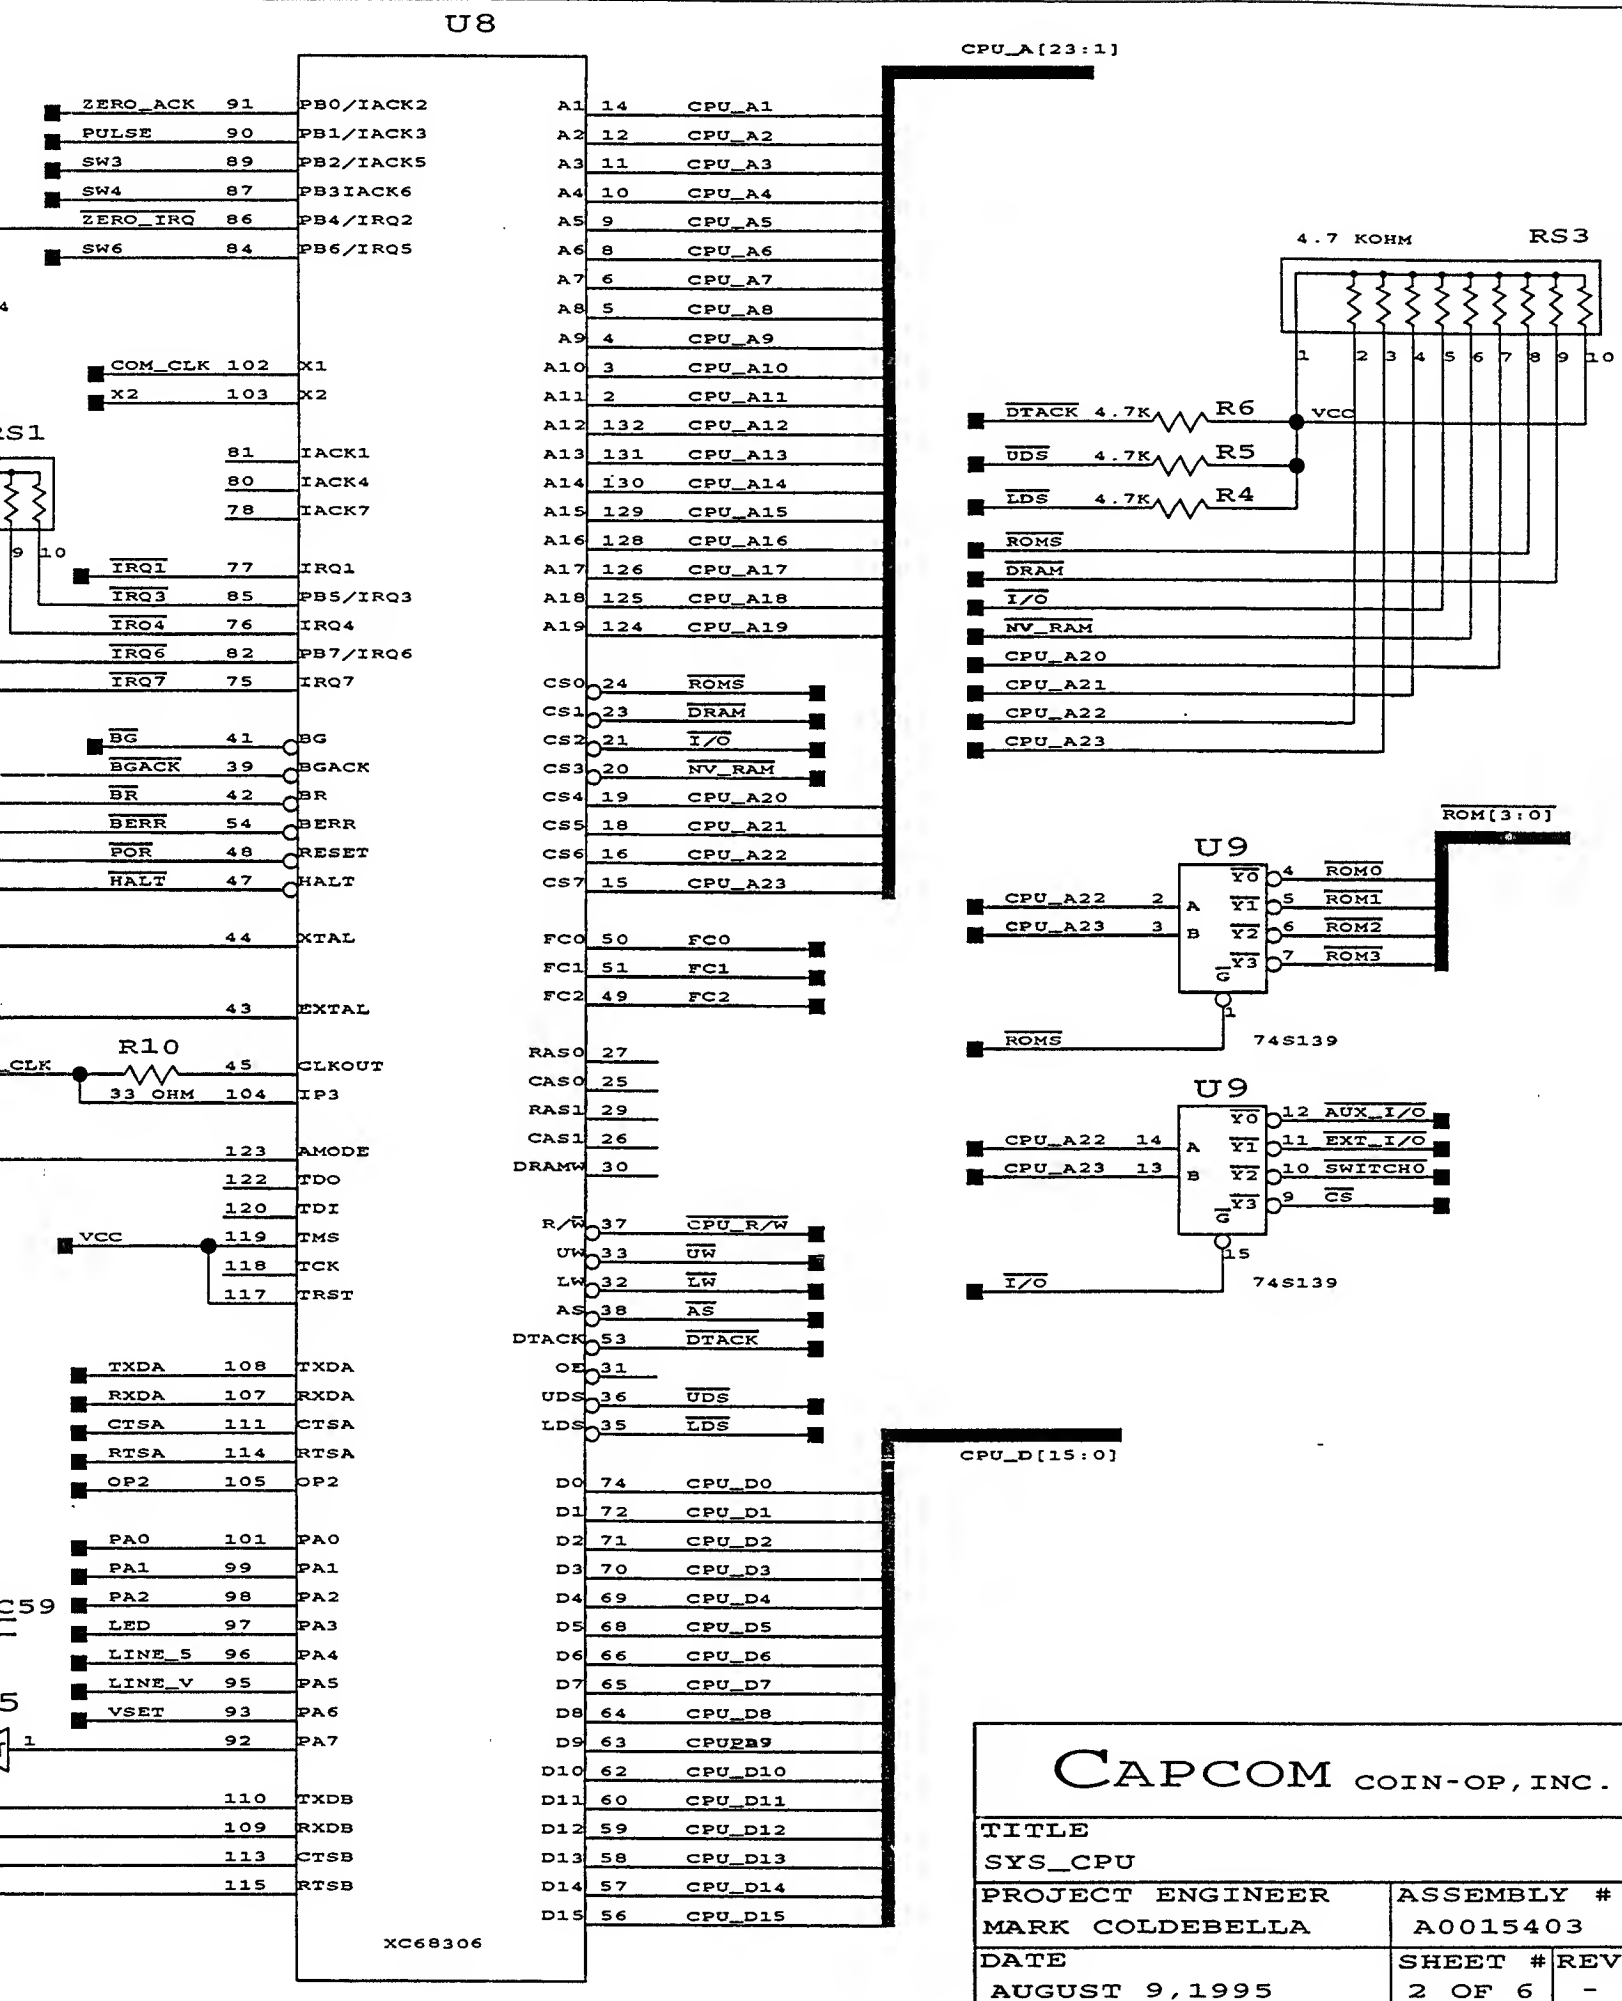 U8
CPU_A[23:1]
ZERO_ACK 91 PB0/IACK2 A1 14 CPU_A1
PULSE 90 PB1/IACK3 A2 12 CPU_A2
SW3 89 PB2/IACK5 A3 11 CPU_A3
SW4 87 PB3IACK6 A4 10 CPU_A4
ZERO_IRQ 86 PB4/IRQ2 A5 9 CPU_A5
SW6 84 PB6/IRQ5 A6 8 CPU_A6
A7 6 CPU_A7
4 A8 5 CPU_A8
A9 4 CPU_A9
COM_CLK 102 X1 A10 3 CPU_A10
X2 103 X2 A11 2 CPU_A11
A12 132 CPU_A12
RS1
81 IACK1 A13 131 CPU_A13
80 IACK4 A14 130 CPU_A14
78 IACK7 A15 129 CPU_A15
9 10 A16 128 CPU_A16
IRQ1 77 IRQ1 A17 126 CPU_A17
IRQ3 85 PB5/IRQ3 A18 125 CPU_A18
IRQ4 76 IRQ4 A19 124 CPU_A19
IRQ6 82 PB7/IRQ6
IRQ7 75 IRQ7 CS0 24 ROMS
CS1 23 DRAM
BG 41 BG CS2 21 I/O
BGACK 39 BGACK CS3 20 NV_RAM
BR 42 BR CS4 19 CPU_A20
BERR 54 BERR CS5 18 CPU_A21
POR 48 RESET CS6 16 CPU_A22
HALT 47 HALT CS7 15 CPU_A23
44 XTAL FC0 50 FC0
FC1 51 FC1
FC2 49 FC2
43 EXTAL
R10
_CLK 45 CLKOUT RAS0 27
33 OHM 104 IP3 CAS0 25
RAS1 29
CAS1 26
123 AMODE DRAMW 30
122 TDO
120 TDI R/W 37 CPU_R/W
VCC 119 TMS UW 33 UW
118 TCK LW 32 LW
117 TRST AS 38 AS
DTACK 53 DTACK
TXDA 108 TXDA OE 31
RXDA 107 RXDA UDS 36 UDS
CTSA 111 CTSA LDS 35 LDS
RTSA 114 RTSA
CPU_D[15:0]
OP2 105 OP2 D0 74 CPU_D0
D1 72 CPU_D1
PA0 101 PA0 D2 71 CPU_D2
PA1 99 PA1 D3 70 CPU_D3
C59
PA2 98 PA2 D4 69 CPU_D4
LED 97 PA3 D5 68 CPU_D5
LINE_5 96 PA4 D6 66 CPU_D6
LINE_V 95 PA5 D7 65 CPU_D7
5
VSET 93 PA6 D8 64 CPU_D8
1 92 PA7 D9 63
D10 62 CPU_D10
110 TXDB D11 60 CPU_D11
109 RXDB D12 59 CPU_D12
113 CTSB D13 58 CPU_D13
115 RTSB D14 57 CPU_D14
D15 56 CPU_D15
XC68306
4.7 KOHM RS3
1 2 3 4 5 6 7 8 9 10
DTACK 4.7K R6 VCC
UDS 4.7K R5
LDS 4.7K R4
ROMS
DRAM
I/O
NV_RAM
CPU_A20
CPU_A21
CPU_A22
CPU_A23
ROM[3:0]
U9
Y0 4 ROM0
CPU_A22 2 A Y1 5 ROM1
CPU_A23 3 B Y2 6 ROM2
Y3 7 ROM3
G
1
ROMS 74S139
U9
Y0 12 AUX_I/O
CPU_A22 14 A Y1 11 EXT_I/O
CPU_A23 13 B Y2 10 SWITCH0
Y3 9 CS
G
15
I/O 74S139
CAPCOM COIN-OP, INC.
TITLE
SYS_CPU
PROJECT ENGINEER ASSEMBLY #
MARK COLDEBELLA A0015403
DATE SHEET # REV
AUGUST 9,1995 2 OF 6 -